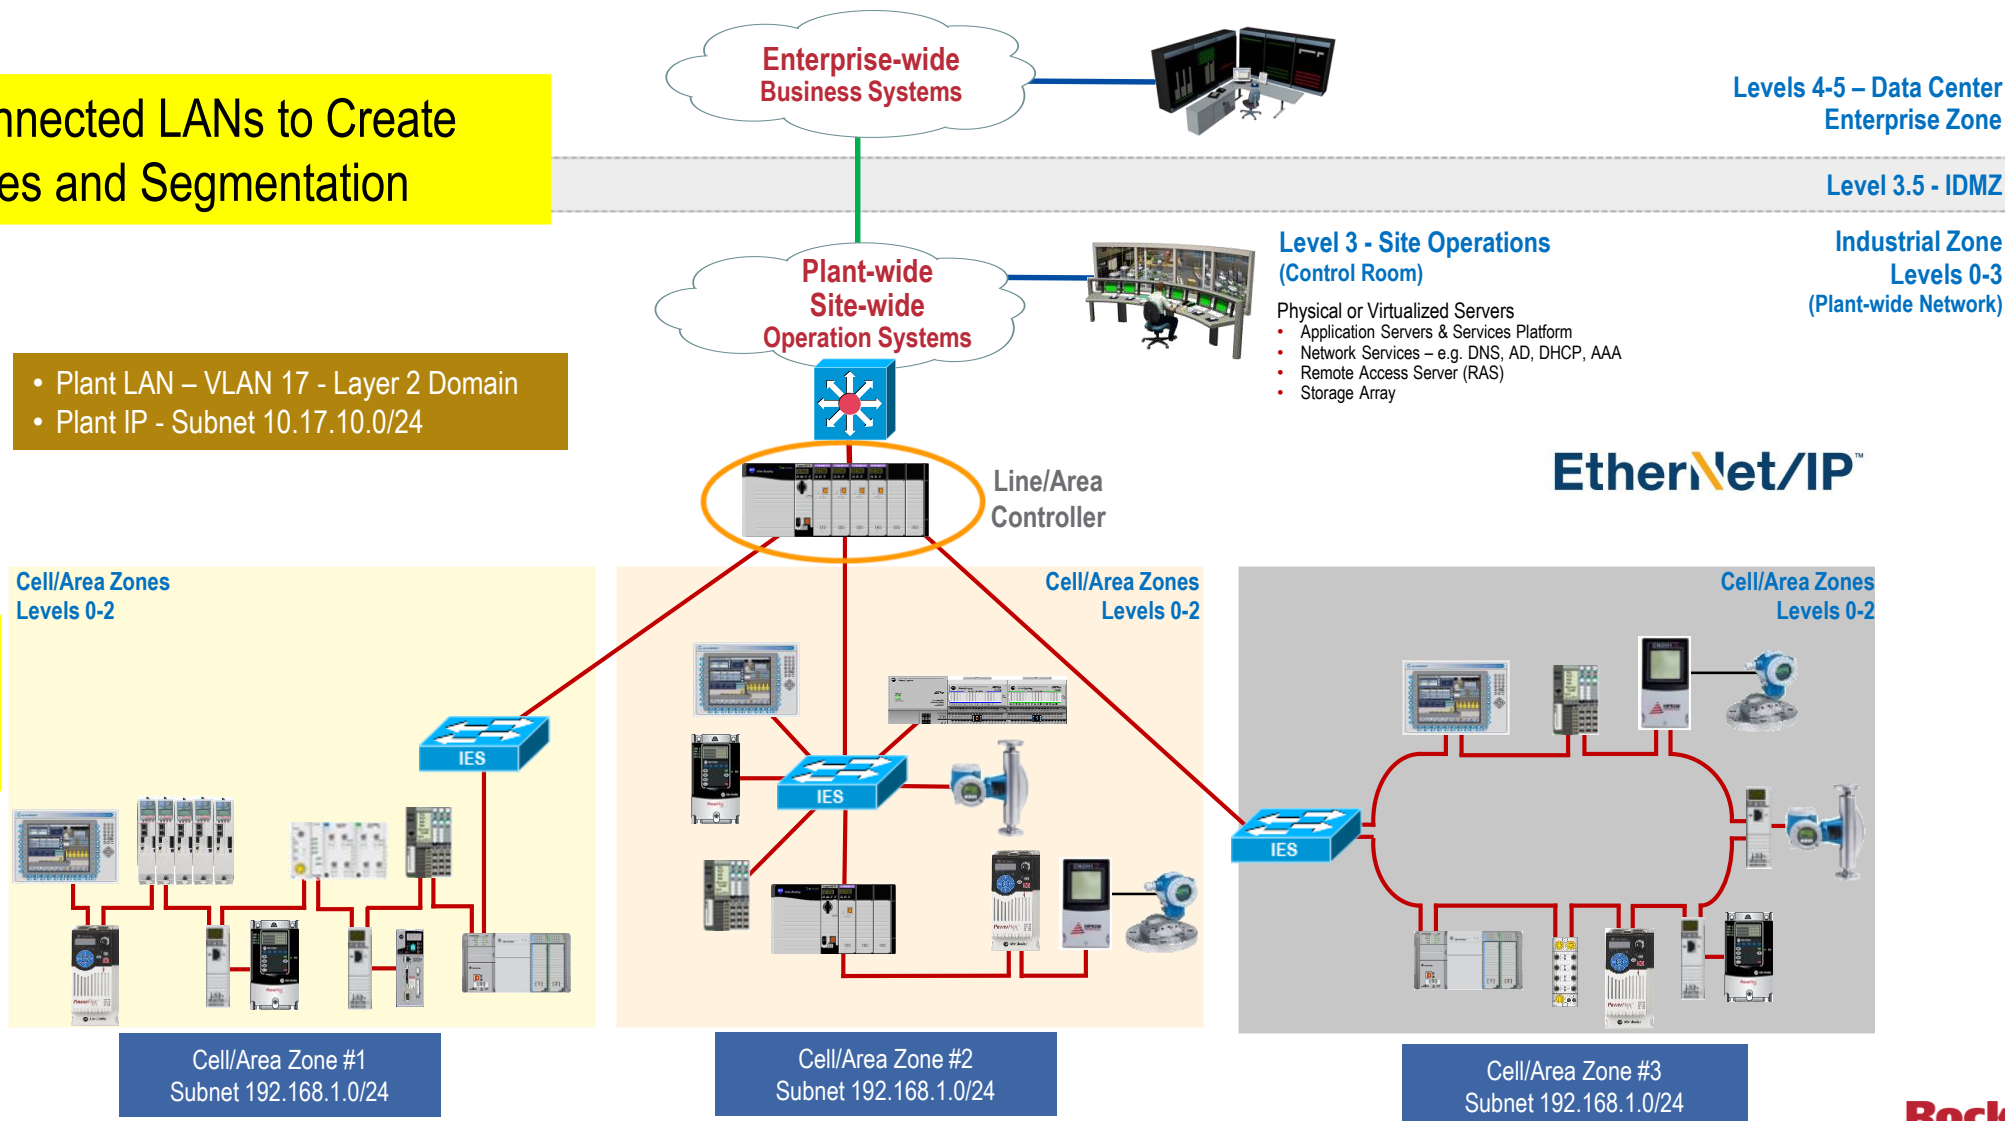 Enterprise-wide
Business Systems
Levels 4-5 – Data Center
Enterprise Zone
nnected LANs to Create
es and Segmentation
Level 3.5 - IDMZ
Plant-wide
Site-wide
Operation Systems
Level 3 - Site Operations
(Control Room)
Physical or Virtualized Servers
• Application Servers & Services Platform
• Network Services – e.g. DNS, AD, DHCP, AAA
• Remote Access Server (RAS)
• Storage Array
Industrial Zone
Levels 0-3
(Plant-wide Network)
• Plant LAN – VLAN 17 - Layer 2 Domain
• Plant IP - Subnet 10.17.10.0/24
Line/Area
Controller
EtherNet/IP™
Cell/Area Zones
Levels 0-2
Cell/Area Zones
Levels 0-2
Cell/Area Zones
Levels 0-2
IES
IES
IES
Cell/Area Zone #1
Subnet 192.168.1.0/24
Cell/Area Zone #2
Subnet 192.168.1.0/24
Cell/Area Zone #3
Subnet 192.168.1.0/24
Rock